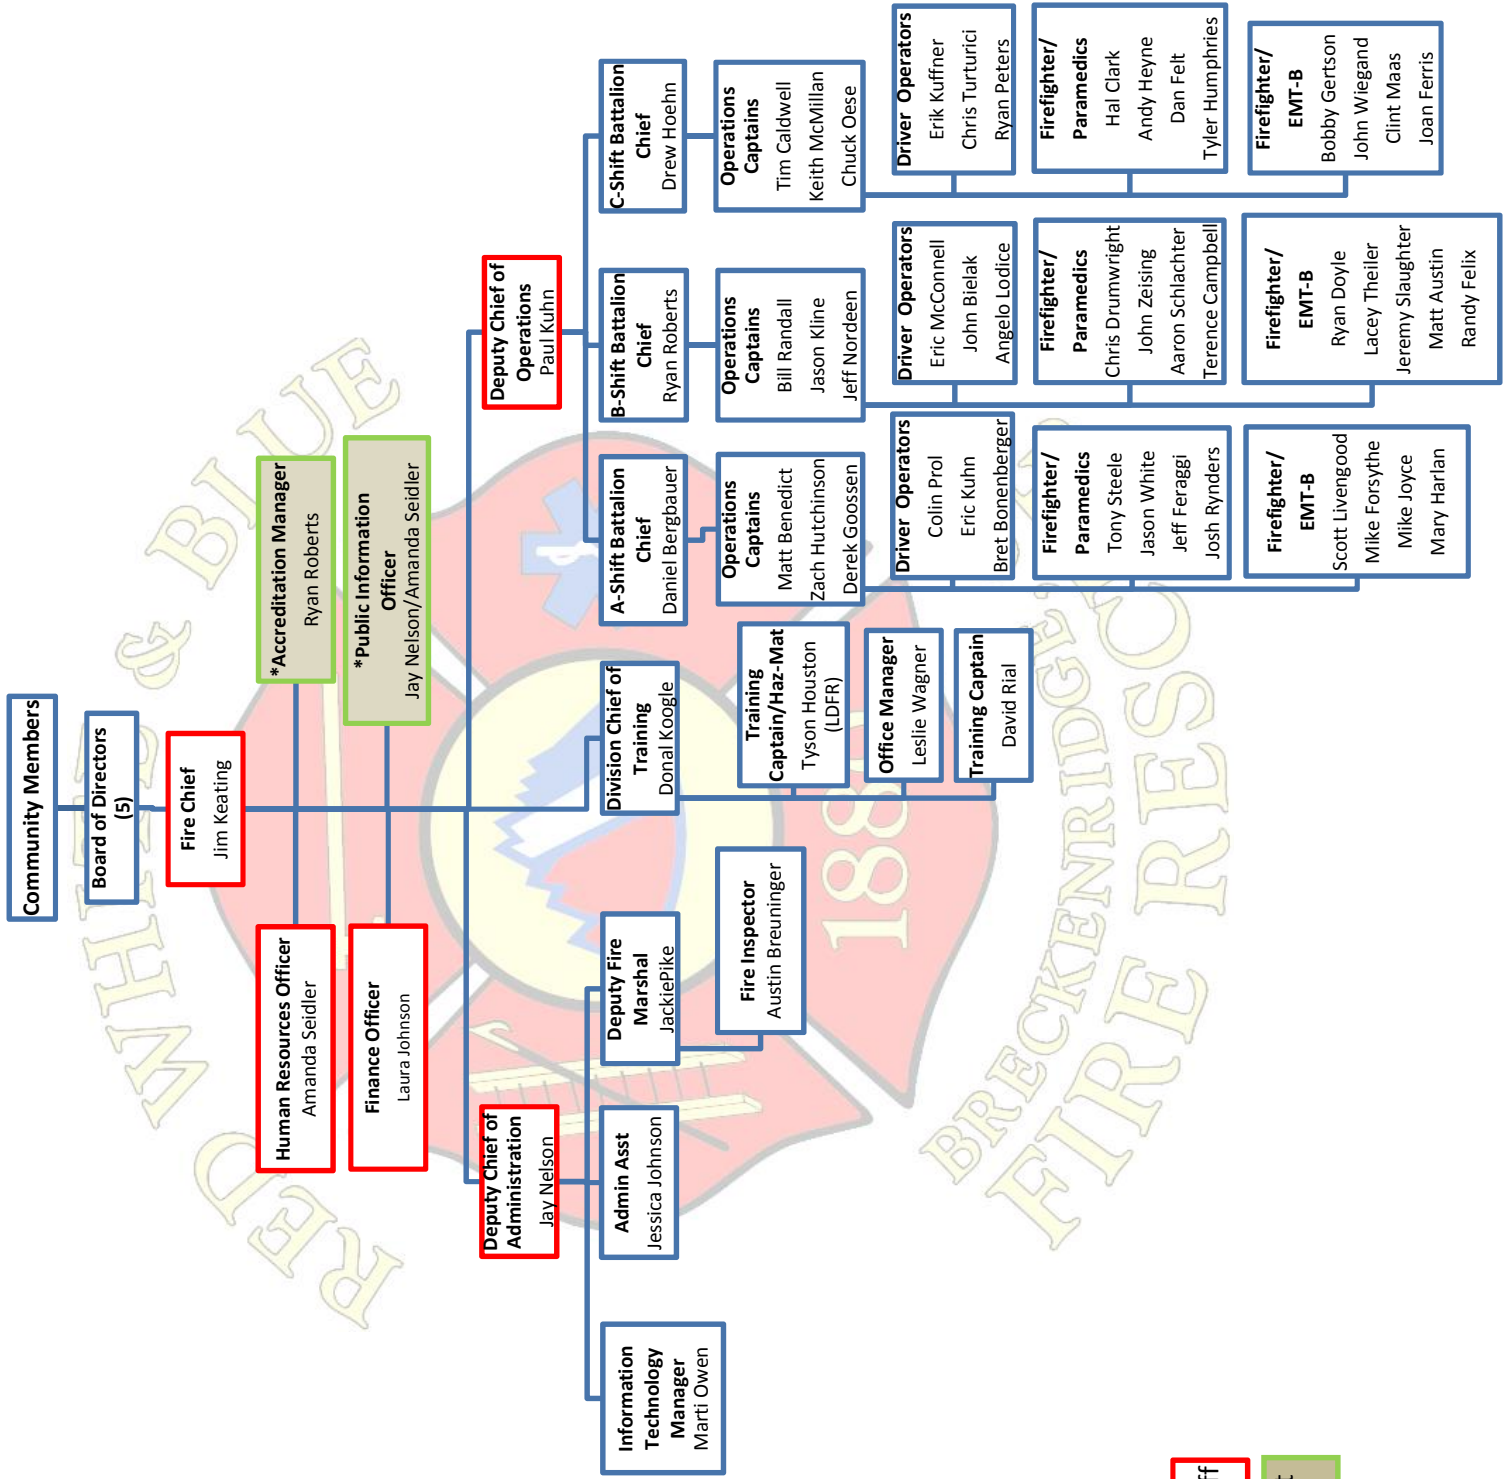 Community Members
Board of Directors
(5)
Fire Chief
Jim Keating
Human Resources Officer
Amanda Seidler
*Accreditation Manager
Ryan Roberts
Finance Officer
Laura Johnson
*Public Information
Officer
Jay Nelson/Amanda Seidler
Deputy Chief of
Administration
Jay Nelson
Deputy Chief of
Operations
Paul Kuhn
Information
Technology
Manager
Marti Owen
Admin Asst
Jessica Johnson
Deputy Fire
Marshal
JackiePike
Fire Inspector
Austin Breuninger
Division Chief of
Training
Donal Koogle
Training
Captain/Haz-Mat
Tyson Houston
(LDFR)
Office Manager
Leslie Wagner
Training Captain
David Rial
A-Shift Battalion
Chief
Daniel Bergbauer
Operations
Captains
Matt Benedict
Zach Hutchinson
Derek Goossen
Driver Operators
Colin Prol
Eric Kuhn
Bret Bonenberger
Firefighter/
Paramedics
Tony Steele
Jason White
Jeff Feraggi
Josh Rynders
Firefighter/
EMT-B
Scott Livengood
Mike Forsythe
Mike Joyce
Mary Harlan
B-Shift Battalion
Chief
Ryan Roberts
Operations
Captains
Bill Randall
Jason Kline
Jeff Nordeen
Driver Operators
Eric McConnell
John Bielak
Angelo Lodice
Firefighter/
Paramedics
Chris Drumwright
John Zeising
Aaron Schlachter
Terence Campbell
Firefighter/
EMT-B
Ryan Doyle
Lacey Theiler
Jeremy Slaughter
Matt Austin
Randy Felix
C-Shift Battalion
Chief
Drew Hoehn
Operations
Captains
Tim Caldwell
Keith McMillan
Chuck Oese
Driver Operators
Erik Kuffner
Chris Turturici
Ryan Peters
Firefighter/
Paramedics
Hal Clark
Andy Heyne
Dan Felt
Tyler Humphries
Firefighter/
EMT-B
Bobby Gertson
John Wiegand
Clint Maas
Joan Ferris
RED WHITE & BLUE
BRECKENRIDGE
FIRE RESC
188